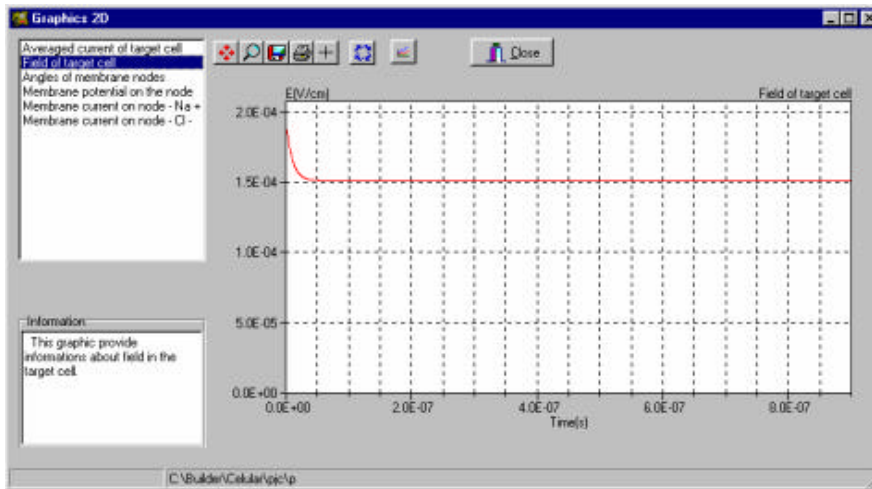 Graphics 2D
Averaged current of target cell
Field of target cell
Angles of membrane nodes
Membrane potential on the node
Membrane current on node - Na +
Membrane current on node - Cl -
Close
E(V/cm)
Field of target cell
2.0E-04
1.5E-04
1.0E-04
5.0E-05
0.0E+00
0.0E+00
2.0E-07
4.0E-07
6.0E-07
8.0E-07
Time(s)
Information
This graphic provide
informations about field in the
target cell.
C:\Builder\Celular\pjc\p